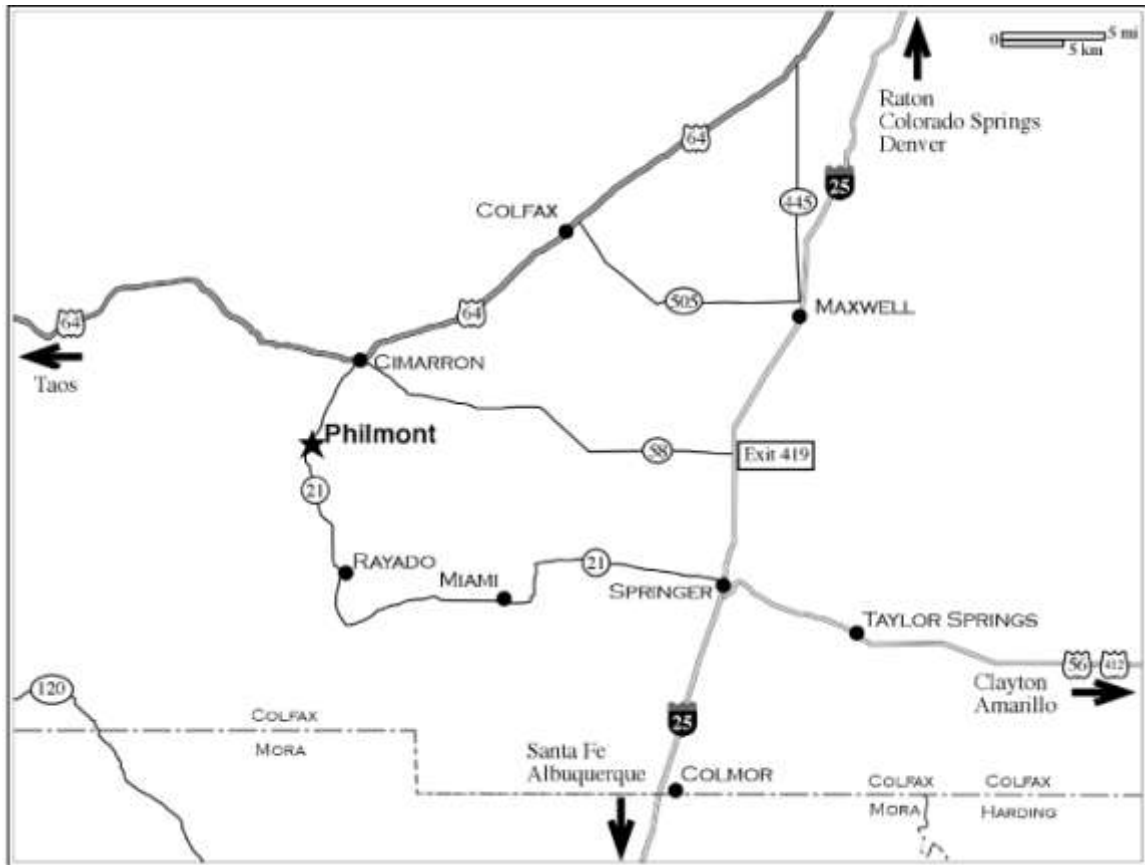 0
5 mi
5 km
Raton
Colorado Springs
Denver
64
25
445
COLFAX
505
64
MAXWELL
64
CIMARRON
Taos
Philmont
58
Exit 419
21
RAYADO
MIAMI
21
SPRINGER
TAYLOR SPRINGS
120
56
412
Clayton
Amarillo
COLFAX
MORA
25
Santa Fe
Albuquerque
COLMOR
COLFAX
MORA
COLFAX
HARDING